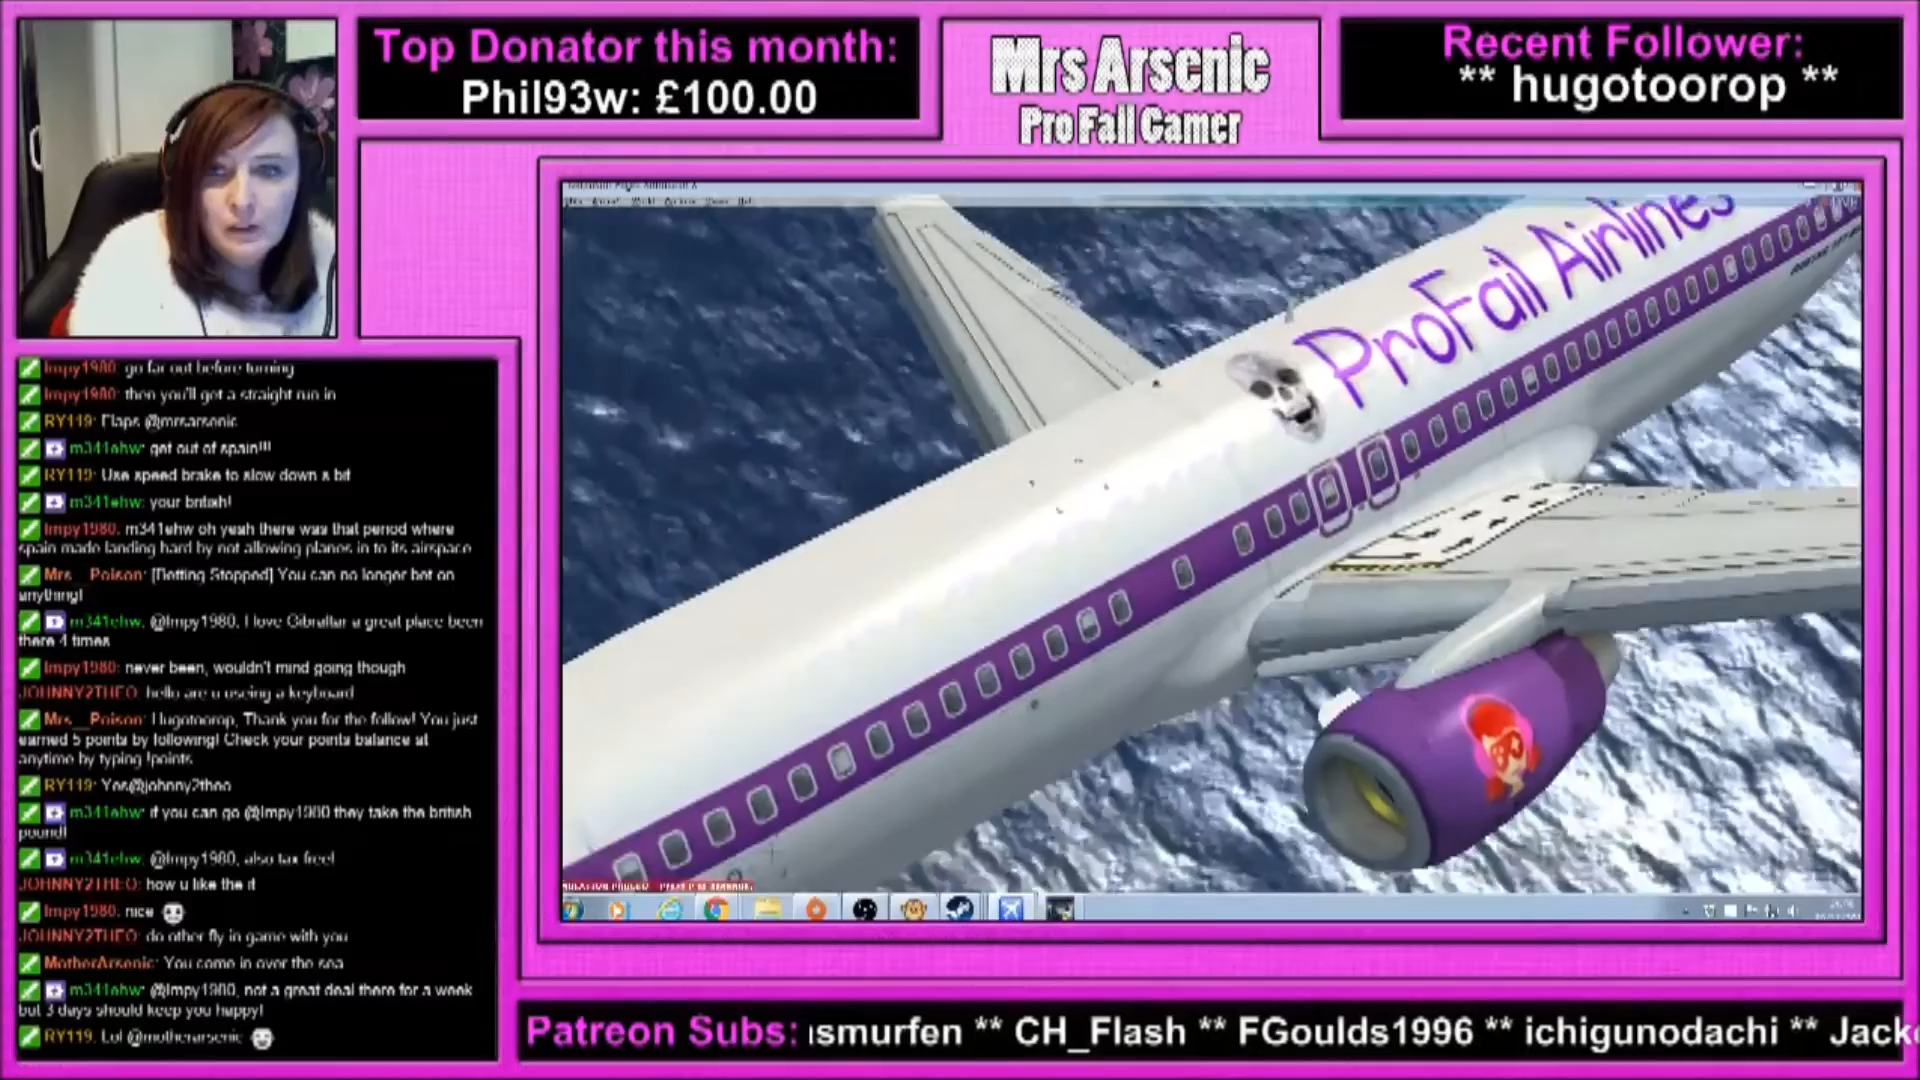 Top Donator this month:
Phil93w: £100.00
Mrs Arsenic
Pro Fail Gamer
Recent Follower:
** hugotoorop **
ProFail Airlines
Impy1980: go far out before turning
Impy1980: then you'll get a straight run in
RY119: Flaps @mrsarsenic
m341ehw: get out of spain!!!
RY119: Use speed brake to slow down a bit
m341ehw: your british!
Impy1980: m341ehw oh yeah there was that period where
spain made landing hard by not allowing planes in to its airspace
Mrs__Poison: [Betting Stopped] You can no longer bet on
anything!
m341ehw: @Impy1980, I love Gibraltar a great place been
there 4 times
Impy1980: never been, wouldn't mind going though
JOHNNY2THEO: hello are u useing a keyboard
Mrs__Poison: Hugotoorop, Thank you for the follow! You just
earned 5 points by following! Check your points balance at
anytime by typing !points
RY119: Yes@johnny2theo
m341ehw: if you can go @Impy1980 they take the british
pound!
m341ehw: @Impy1980, also tax free!
JOHNNY2THEO: how u like the it
Impy1980: nice
JOHNNY2THEO: do other fly in game with you
MotherArsenic: You come in over the sea
m341ehw: @Impy1980, not a great deal there for a week
but 3 days should keep you happy!
RY119: Lol @motherarsenic
Patreon Subs: ismurfen ** CH_Flash ** FGoulds1996 ** ichigunodachi ** Jack